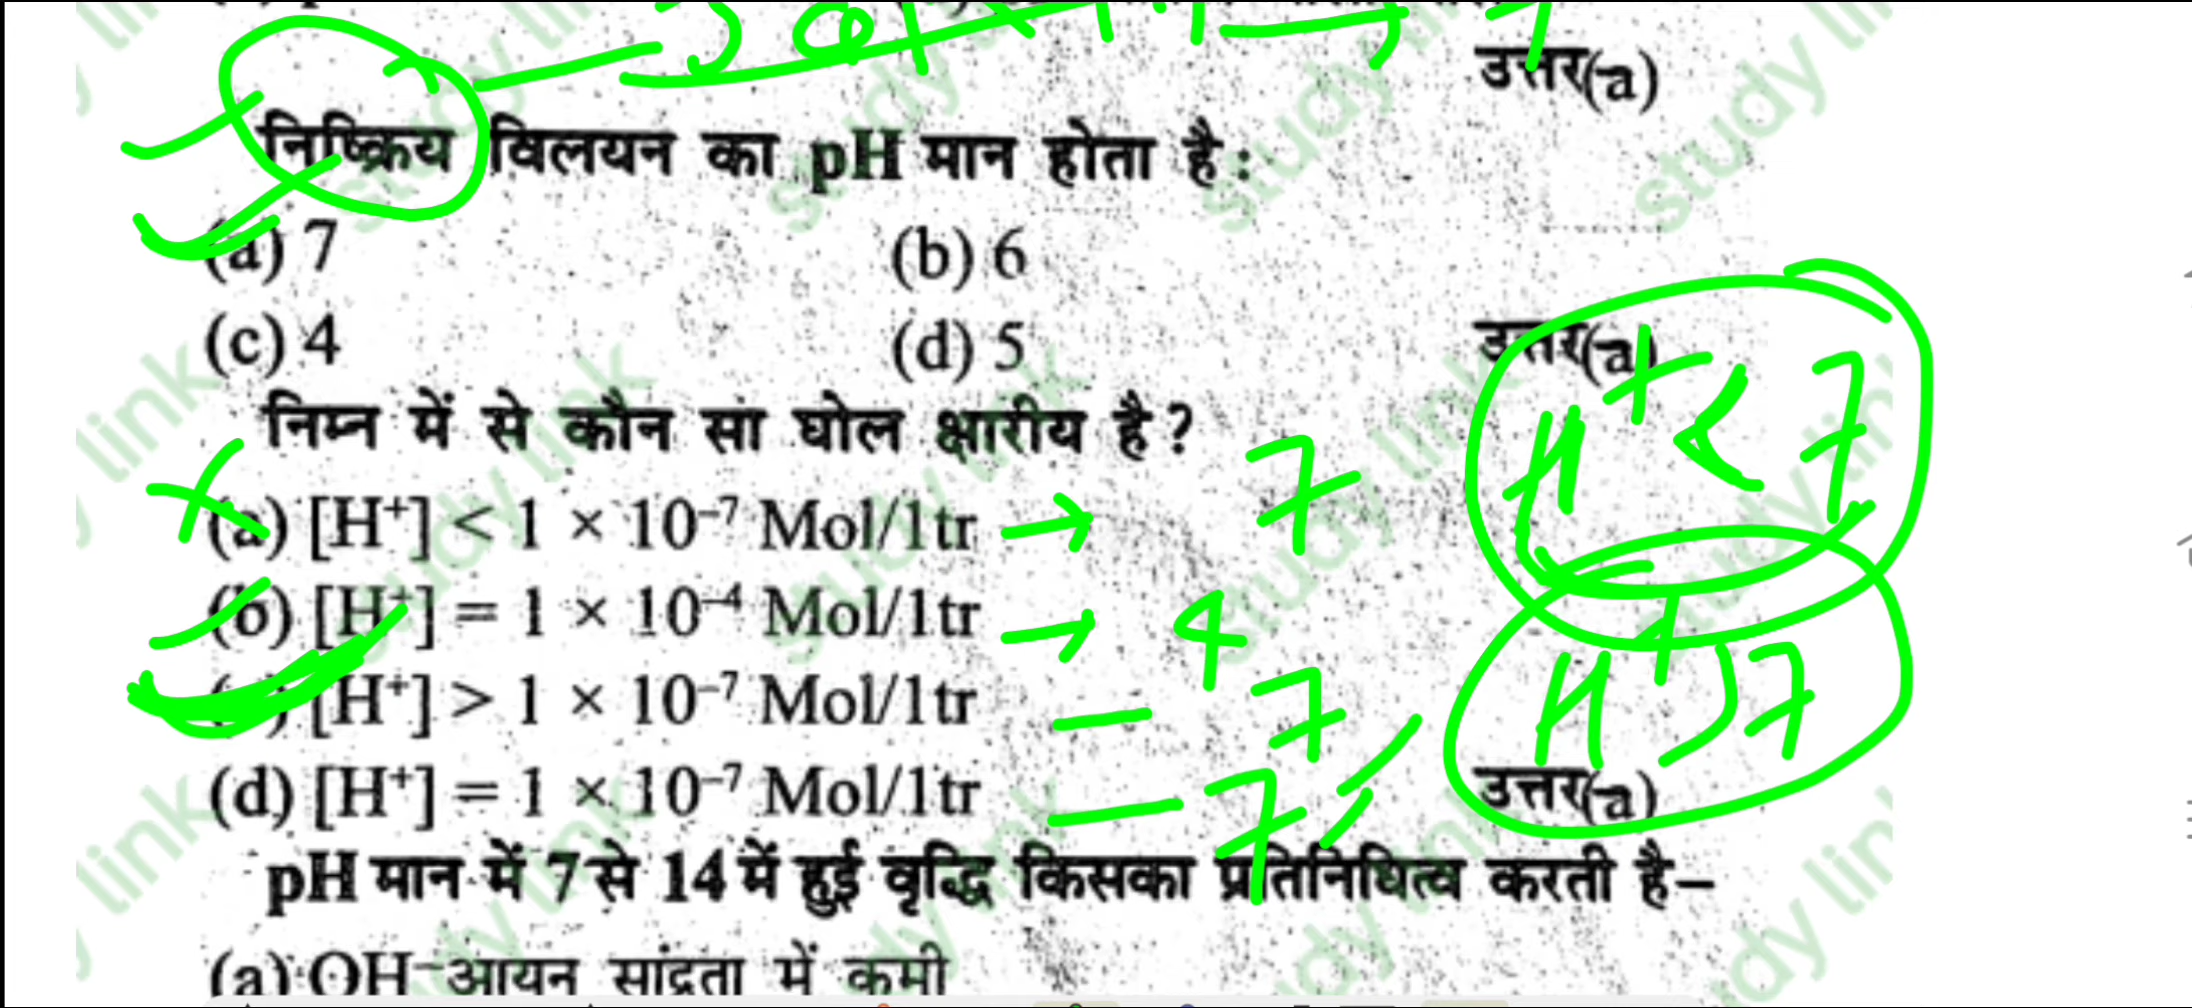 उत्तर(a)
निष्क्रिय विलयन का pH मान होता है :
(a) 7 (b) 6
(c) 4 (d) 5 उत्तर(a)
निम्न में से कौन सा घोल क्षारीय है ?
(a) [H⁺] < 1 × 10⁻⁷ Mol/1tr → 7
H⁺ < 7
(b) [H⁺] = 1 × 10⁻⁴ Mol/1tr → 4
[H⁺] > 1 × 10⁻⁷ Mol/1tr – 7
H⁺ > 7
(d) [H⁺] = 1 × 10⁻⁷ Mol/1tr – 7 उत्तर(a)
pH मान में 7 से 14 में हुई वृद्धि किसका प्रतिनिधित्व करती है–
(a) OH⁻ आयन सांद्रता में कमी
study link